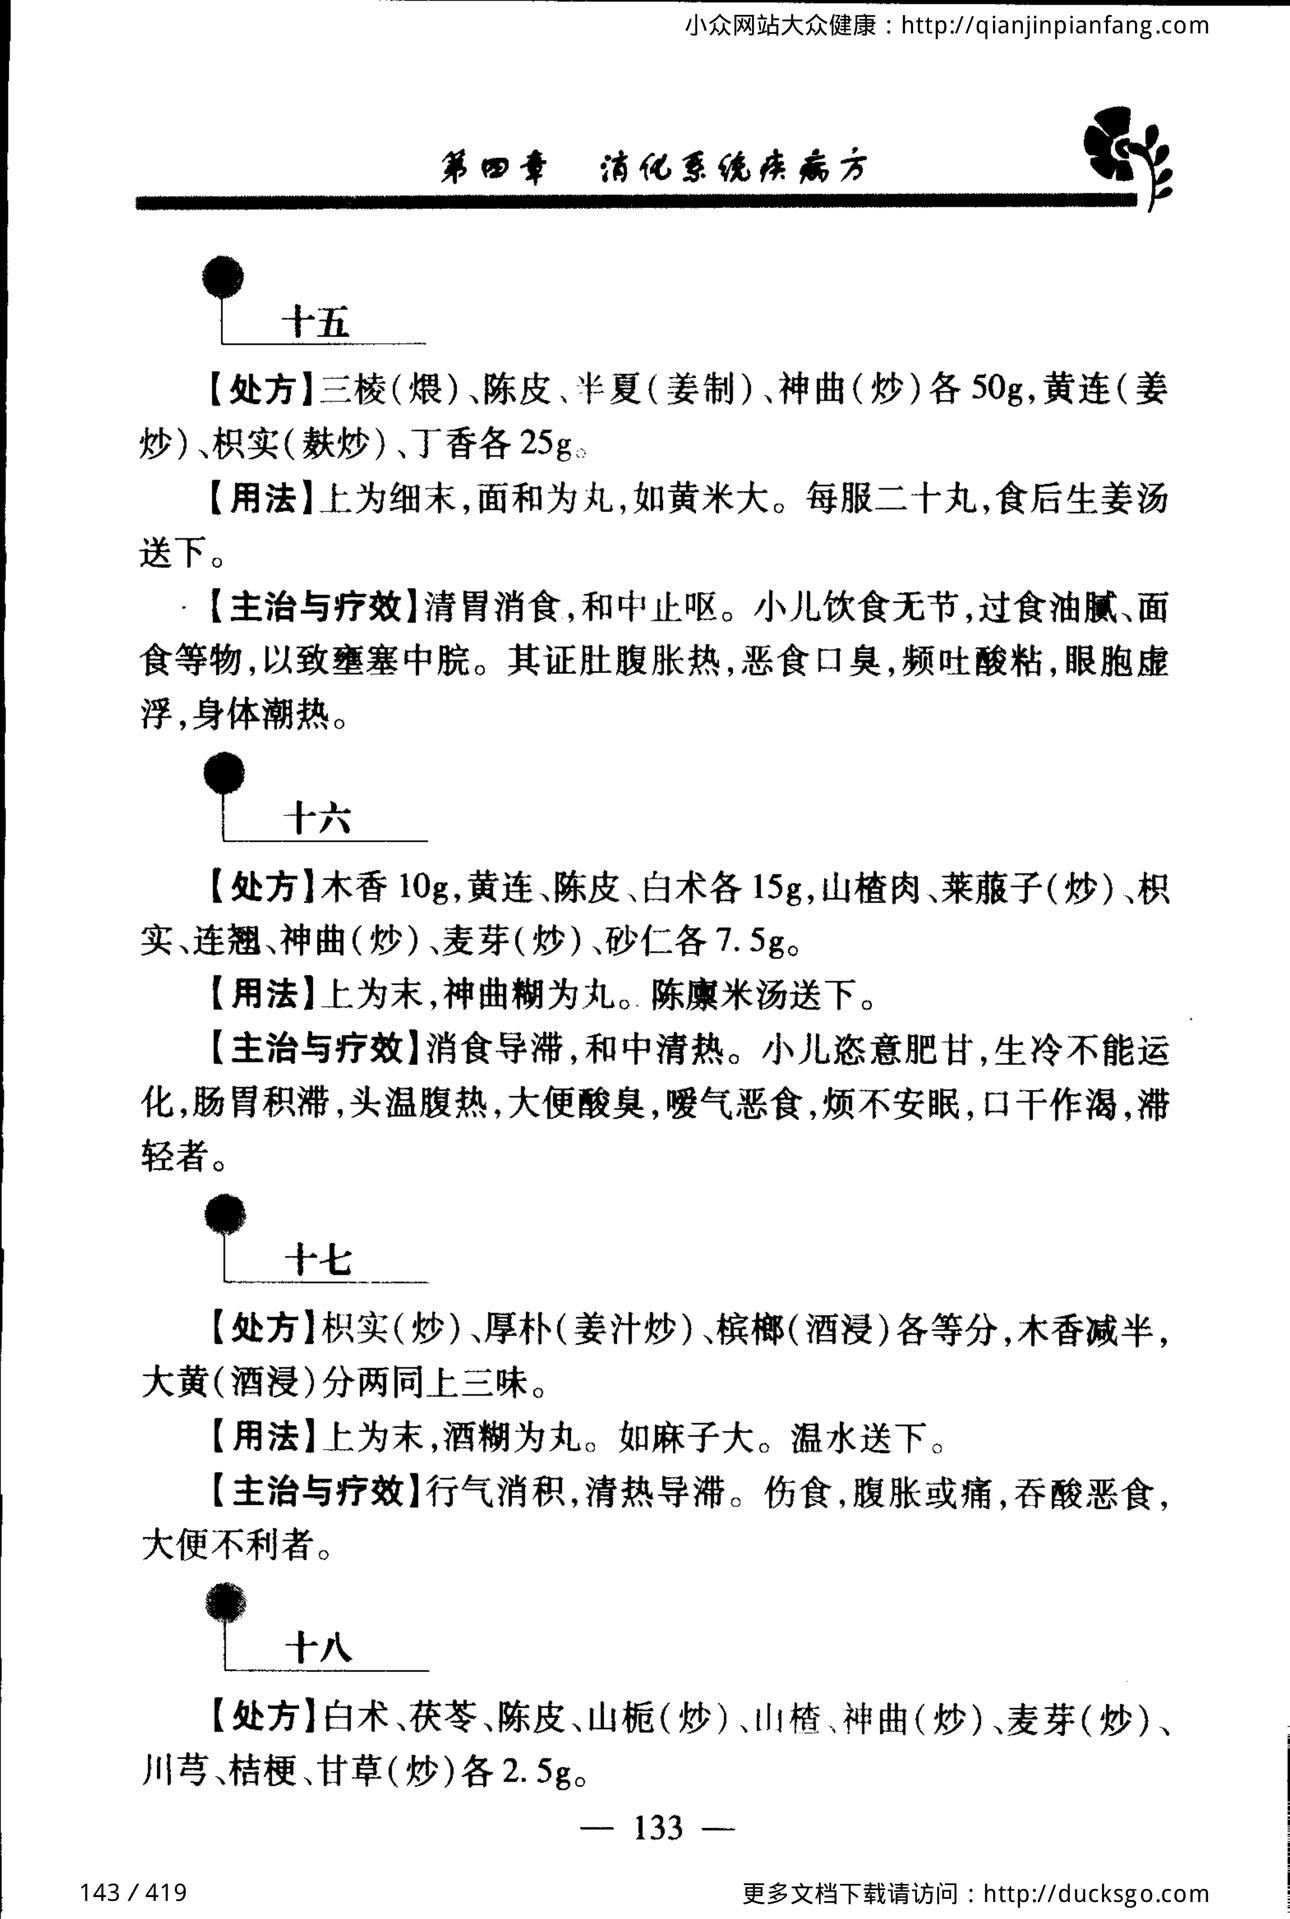 小众网站大众健康：http://qianjinpianfang.com
第四章 消化系统疾病方
十五
【处方】三棱(煨)、陈皮、半夏(姜制)、神曲(炒)各50g,黄连(姜
炒)、枳实(麸炒)、丁香各25g。
【用法】上为细末,面和为丸,如黄米大。每服二十丸,食后生姜汤
送下。
【主治与疗效】清胃消食,和中止呕。小儿饮食无节,过食油腻、面
食等物,以致壅塞中脘。其证肚腹胀热,恶食口臭,频吐酸粘,眼胞虚
浮,身体潮热。
十六
【处方】木香10g,黄连、陈皮、白术各15g,山楂肉、莱菔子(炒)、枳
实、连翘、神曲(炒)、麦芽(炒)、砂仁各7.5g。
【用法】上为末,神曲糊为丸。陈廪米汤送下。
【主治与疗效】消食导滞,和中清热。小儿恣意肥甘,生冷不能运
化,肠胃积滞,头温腹热,大便酸臭,嗳气恶食,烦不安眠,口干作渴,滞
轻者。
十七
【处方】枳实(炒)、厚朴(姜汁炒)、槟榔(酒浸)各等分,木香减半,
大黄(酒浸)分两同上三味。
【用法】上为末,酒糊为丸。如麻子大。温水送下。
【主治与疗效】行气消积,清热导滞。伤食,腹胀或痛,吞酸恶食,
大便不利者。
十八
【处方】白术、茯苓、陈皮、山栀(炒)、山楂、神曲(炒)、麦芽(炒)、
川芎、桔梗、甘草(炒)各2.5g。
— 133 —
143 / 419
更多文档下载请访问：http://ducksgo.com